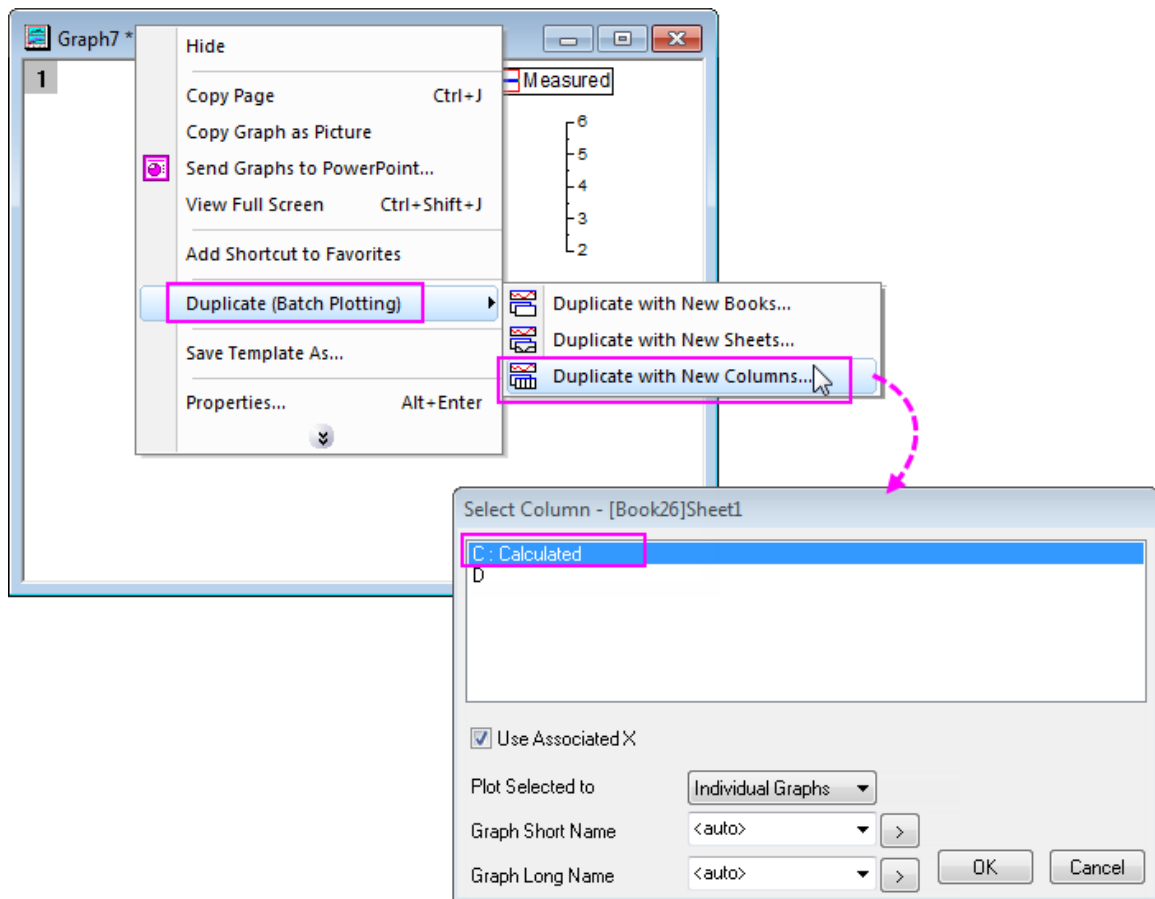 Graph7 *
1
Measured
6
5
4
3
2
Hide
Copy Page Ctrl+J
Copy Graph as Picture
Send Graphs to PowerPoint...
View Full Screen Ctrl+Shift+J
Add Shortcut to Favorites
Duplicate (Batch Plotting)
Save Template As...
Properties... Alt+Enter
Duplicate with New Books...
Duplicate with New Sheets...
Duplicate with New Columns...
Select Column - [Book26]Sheet1
C : Calculated
D
Use Associated X
Plot Selected to Individual Graphs
Graph Short Name <auto> >
Graph Long Name <auto> > OK Cancel